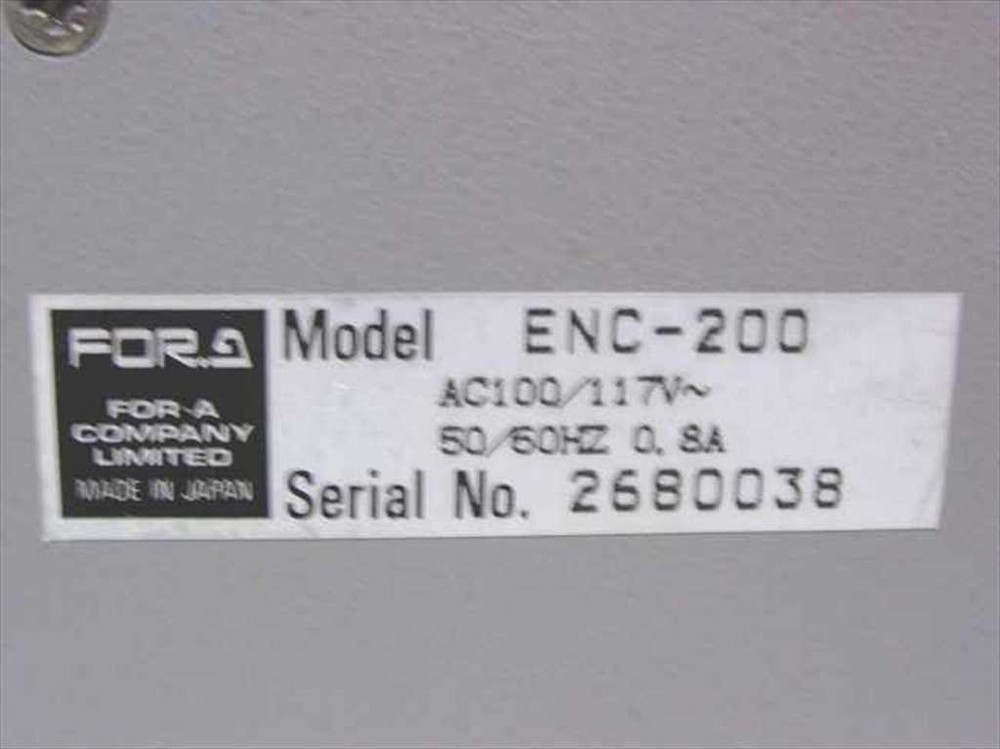 FOR.A
FOR-A
COMPANY
LIMITED
MADE IN JAPAN
Model ENC-200
AC100/117V~
50/60HZ 0.8A
Serial No. 2680038